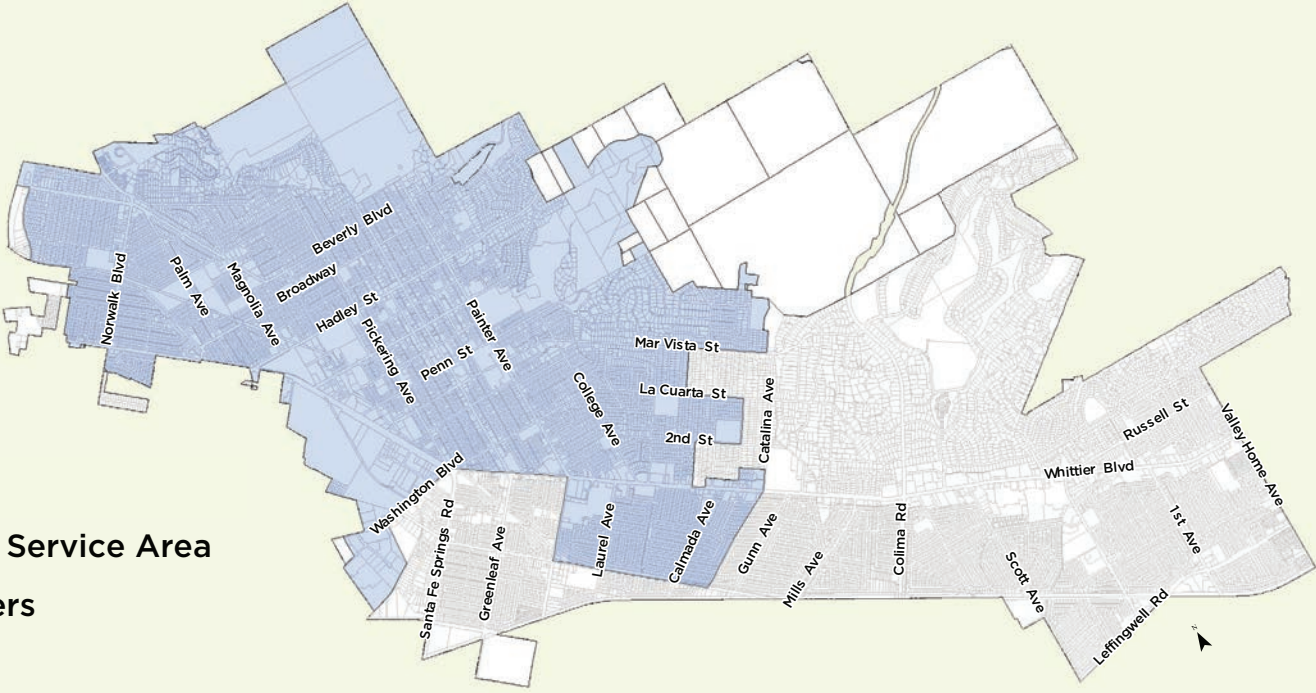 Beverly Blvd
Broadway
Hadley St
Norwalk Blvd
Palm Ave
Magnolia Ave
Pickering Ave
Painter Ave
Penn St
College Ave
Mar Vista St
La Cuarta St
2nd St
Catalina Ave
Washington Blvd
Santa Fe Springs Rd
Greenleaf Ave
Laurel Ave
Calmada Ave
Gunn Ave
Mills Ave
Colima Rd
Whittier Blvd
Russell St
Valley Home Ave
1st Ave
Scott Ave
Leffingwell Rd
Service Area
ers
N